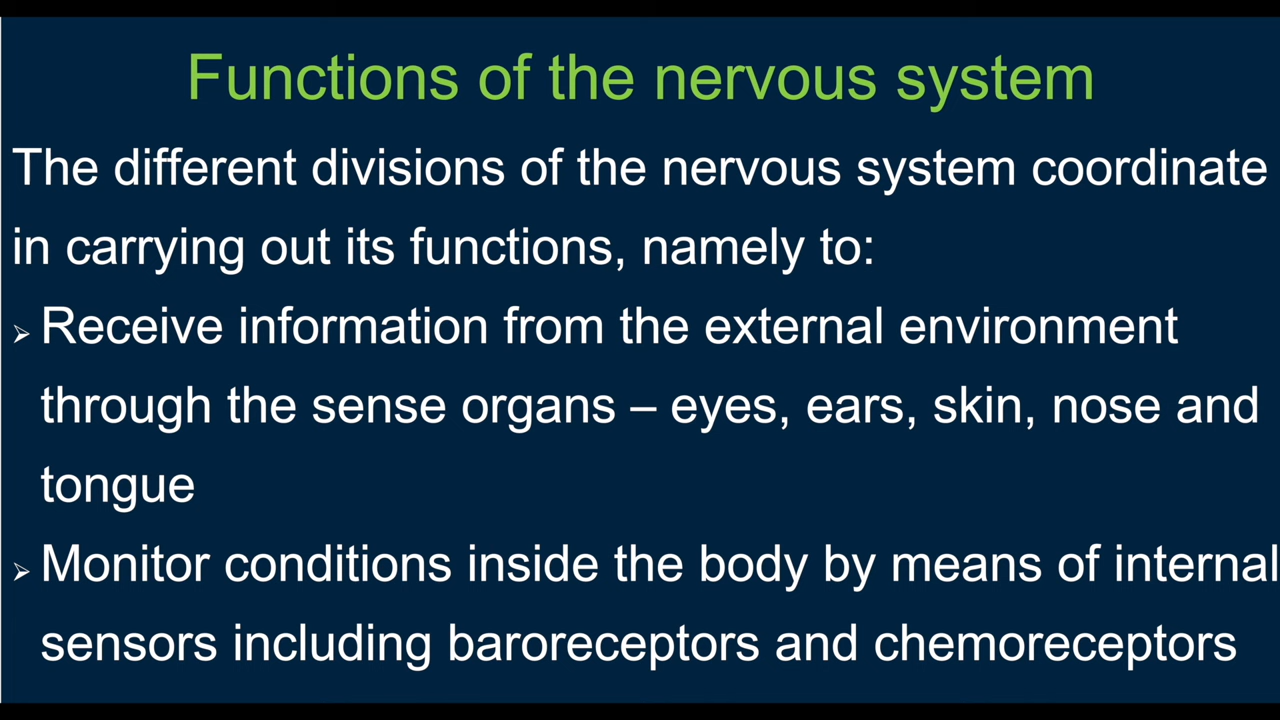 Functions of the nervous system
The different divisions of the nervous system coordinate
in carrying out its functions, namely to:
➢ Receive information from the external environment
through the sense organs – eyes, ears, skin, nose and
tongue
➢ Monitor conditions inside the body by means of internal
sensors including baroreceptors and chemoreceptors